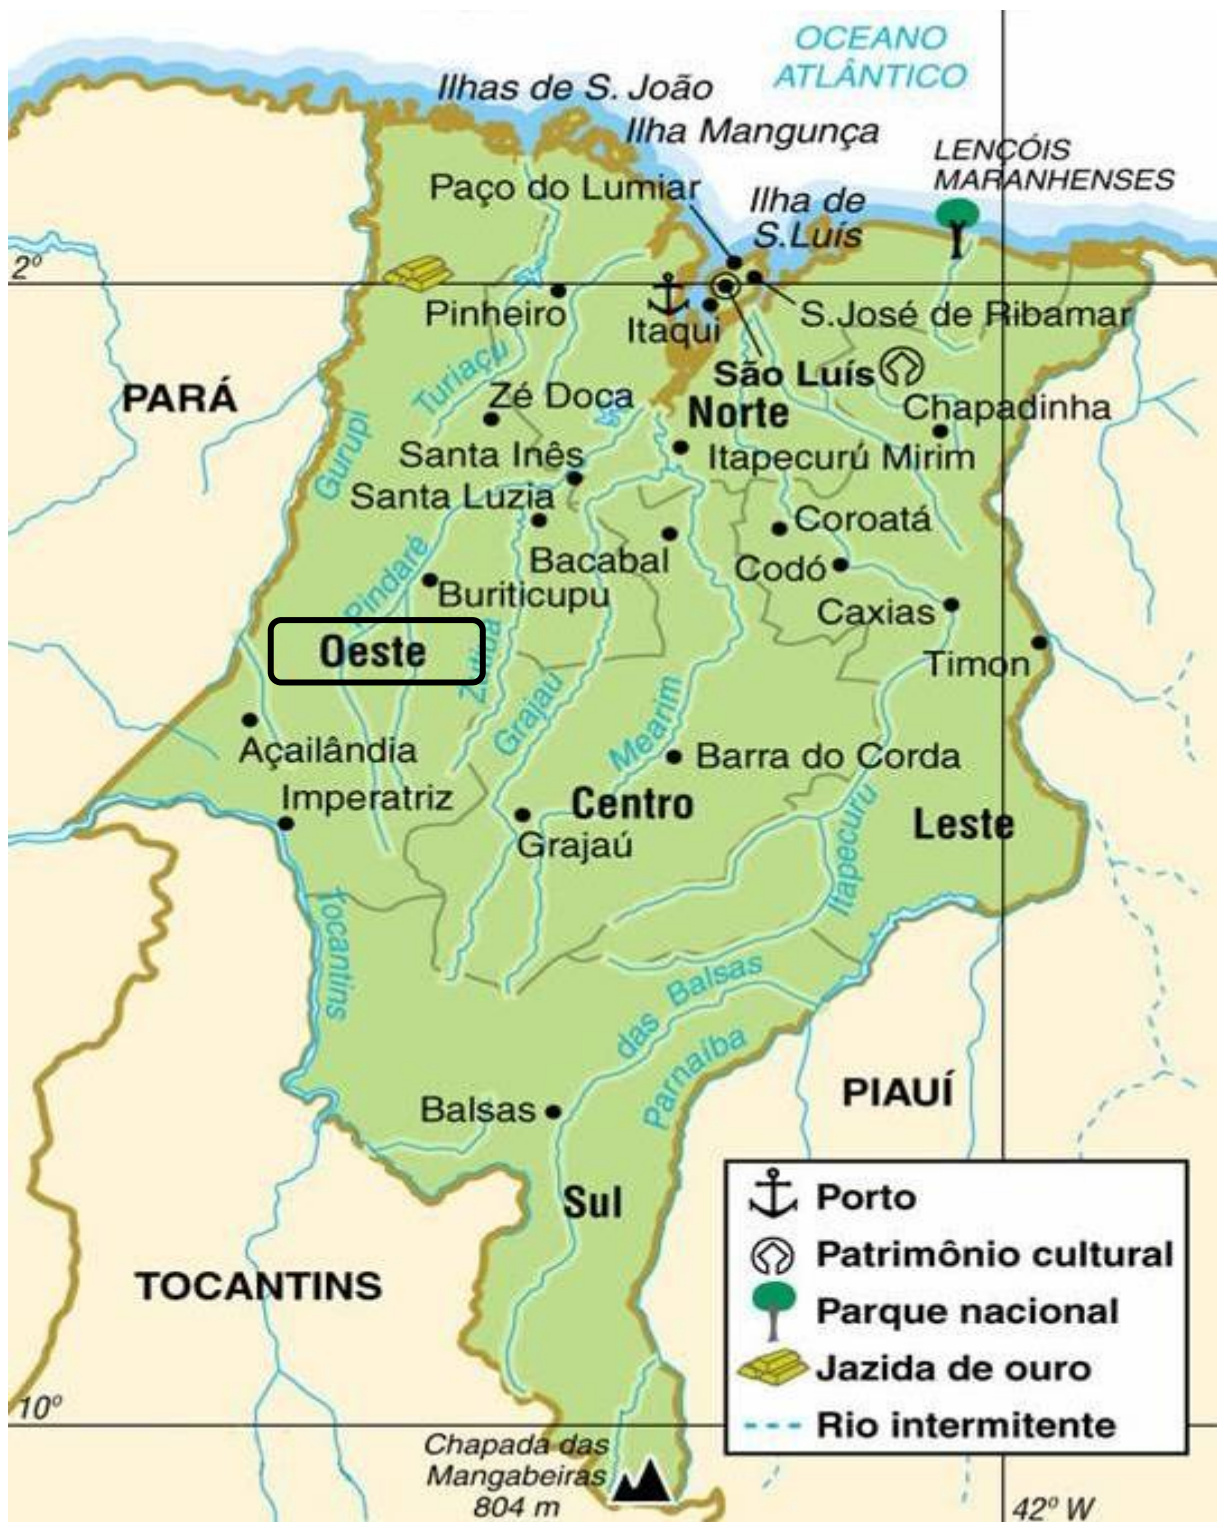 OCEANO
ATLÂNTICO
Ilhas de S. João
Ilha Mangunça
LENÇÓIS
MARANHENSES
Paço do Lumiar
Ilha de
S.Luís
2º
Pinheiro
Itaqui
S.José de Ribamar
Turiaçu
São Luís
PARÁ
Zé Doca
Norte
Chapadinha
Gurupi
Santa Inês
Itapecurú Mirim
Santa Luzia
Coroatá
Bacabal
Codó
Pindaré
Buriticupu
Caxias
Oeste
Timon
Grajaú
Mearim
Açailândia
Barra do Corda
Imperatriz
Centro
Leste
Grajaú
Itapecurú
Tocantins
das Balsas
Parnaíba
PIAUÍ
Balsas
Sul
TOCANTINS
Porto
Patrimônio cultural
Parque nacional
Jazida de ouro
Rio intermitente
10º
Chapada das
Mangabeiras
804 m
42º W